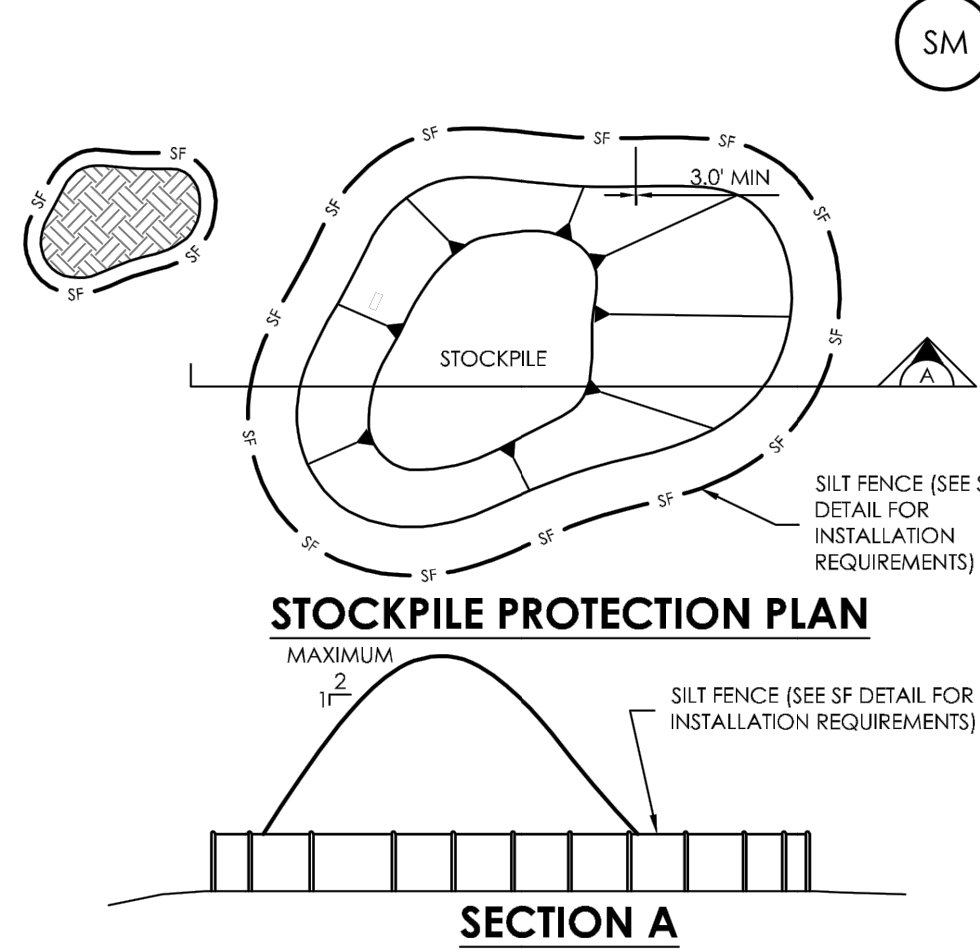 SM
SF
SF
SF
SF
SF
SF
SF
3.0' MIN
SF
SF
SF
SF
STOCKPILE
A
SF
SF
SF
SF
SF
SF
SF
SILT FENCE (SEE
DETAIL FOR
INSTALLATION
REQUIREMENTS)
STOCKPILE PROTECTION PLAN
MAXIMUM
2
1
SILT FENCE (SEE SF DETAIL FOR
INSTALLATION REQUIREMENTS)
SECTION A